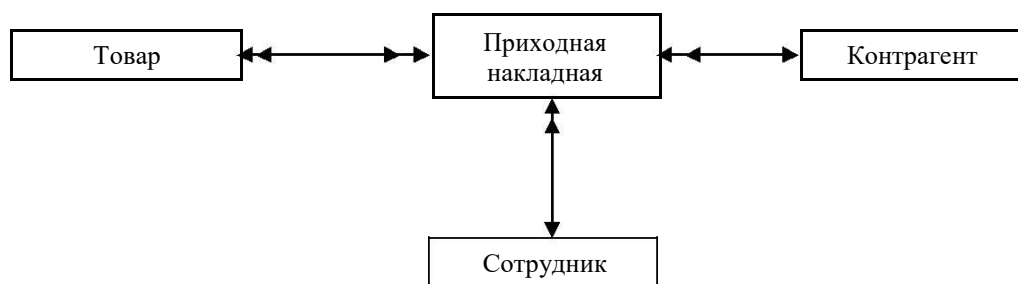 Товар
Приходная
накладная
Контрагент
Сотрудник